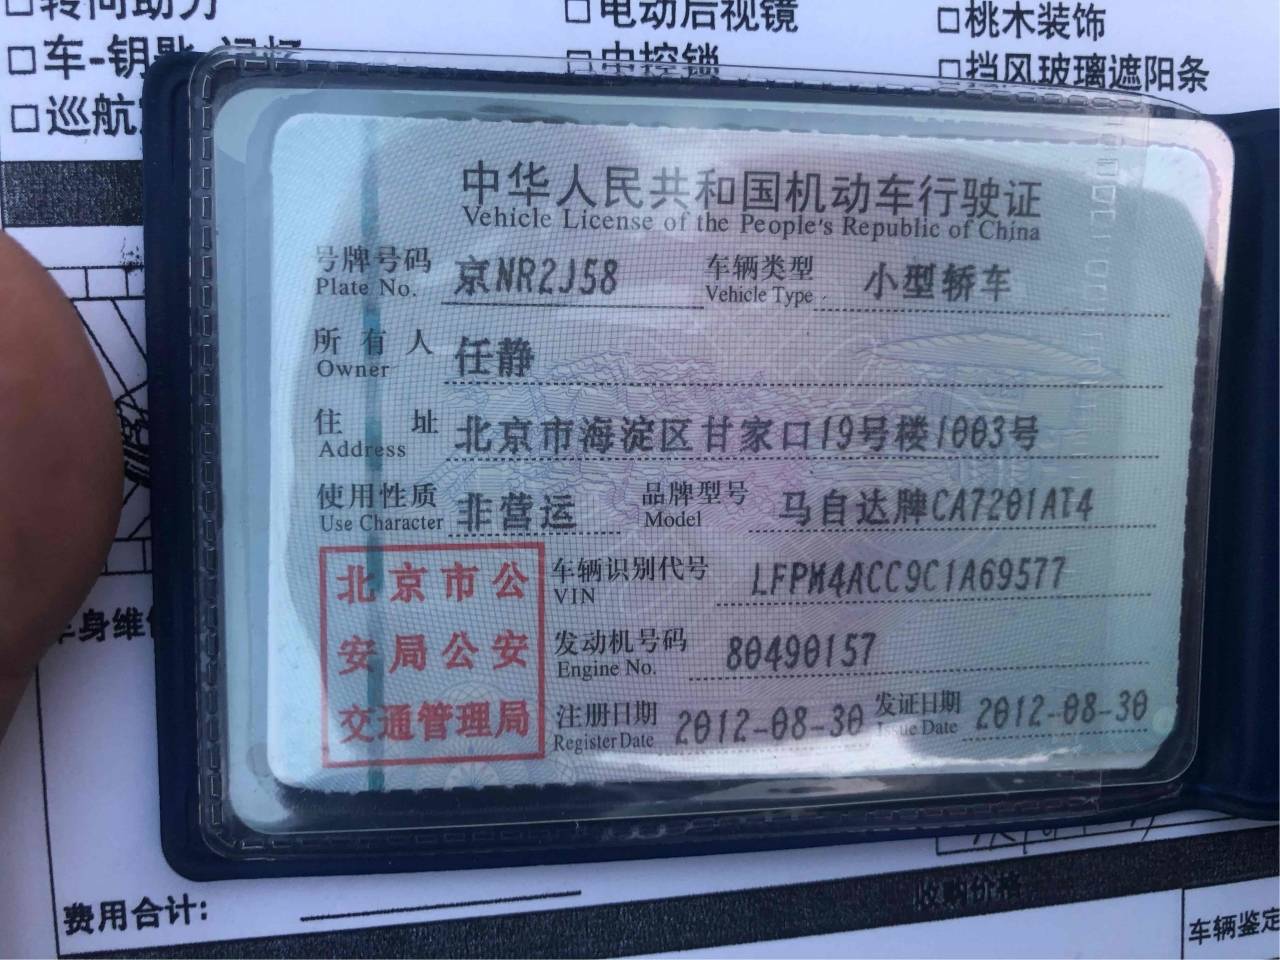 转向助力 □电动后视镜 □桃木装饰
□车-钥匙 □中控锁 □挡风玻璃遮阳条
□巡航
中华人民共和国机动车行驶证
Vehicle License of the People's Republic of China
号牌号码 京NR2J58 车辆类型 小型轿车
Plate No. Vehicle Type
所有人 任静
Owner
住址 北京市海淀区甘家口19号楼1003号
Address
使用性质 非营运 品牌型号 马自达牌CA7201AT4
Use Character Model
北京市公安局公安交通管理局
车辆识别代号 LFPM4ACC9C1A69577
VIN
发动机号码 80490157
Engine No.
注册日期 2012-08-30 发证日期 2012-08-30
Register Date Issue Date
车身维
收购价格
费用合计:
车辆鉴定